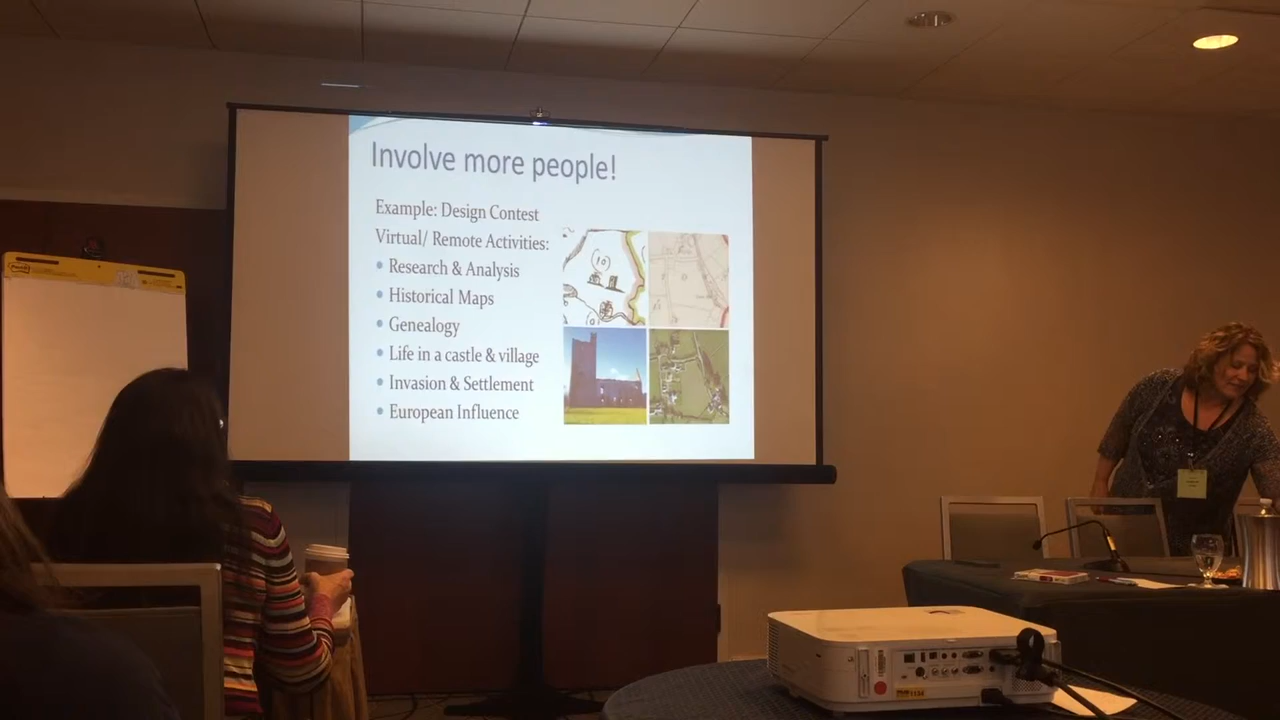 Involve more people!
Example: Design Contest
Virtual/ Remote Activities:
• Research & Analysis
• Historical Maps
• Genealogy
• Life in a castle & village
• Invasion & Settlement
• European Influence